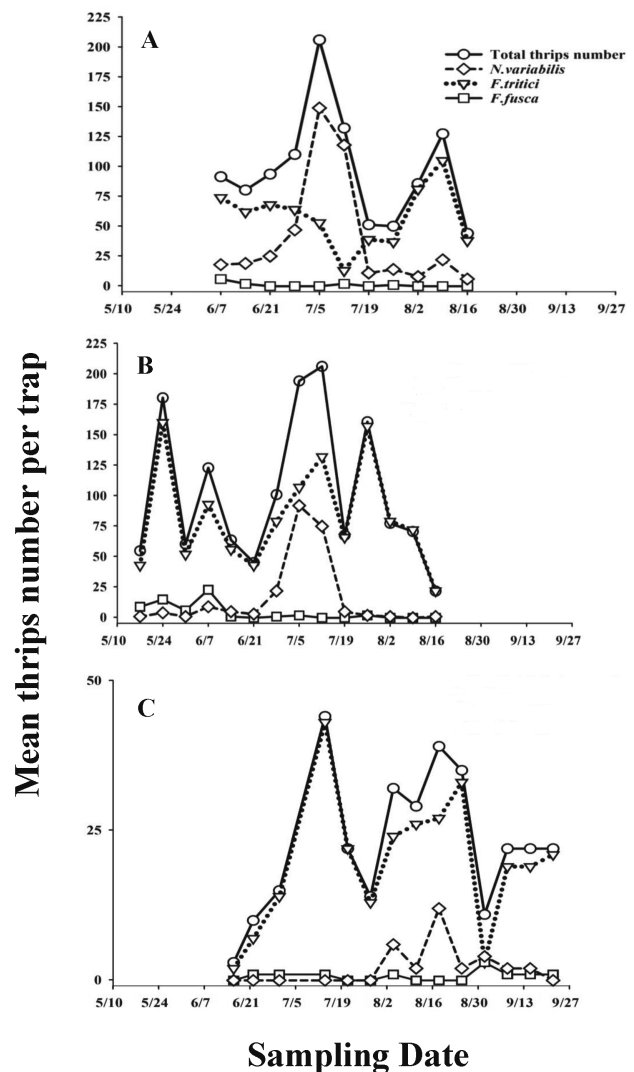 A
225
200
175
150
125
100
75
50
25
0
Total thrips number
N.variabilis
F.tritici
F.fusca
5/10 5/24 6/7 6/21 7/5 7/19 8/2 8/16 8/30 9/13 9/27
B
225
200
175
150
125
100
75
50
25
0
5/10 5/24 6/7 6/21 7/5 7/19 8/2 8/16 8/30 9/13 9/27
C
50
25
0
5/10 5/24 6/7 6/21 7/5 7/19 8/2 8/16 8/30 9/13 9/27
Mean thrips number per trap
Sampling Date